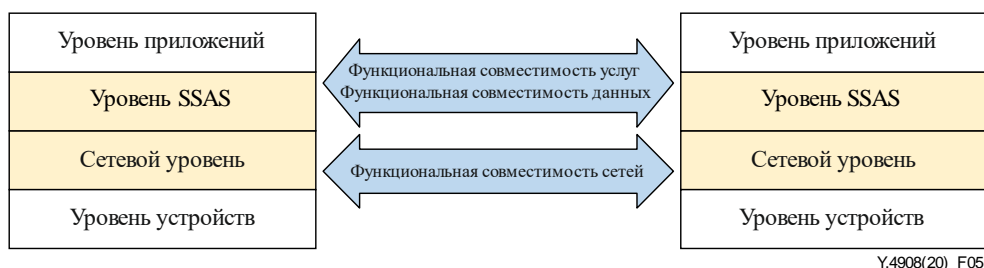 Уровень приложений
Уровень SSAS
Сетевой уровень
Уровень устройств
Функциональная совместимость услуг
Функциональная совместимость данных
Функциональная совместимость сетей
Уровень приложений
Уровень SSAS
Сетевой уровень
Уровень устройств
Y.4908(20)_F05